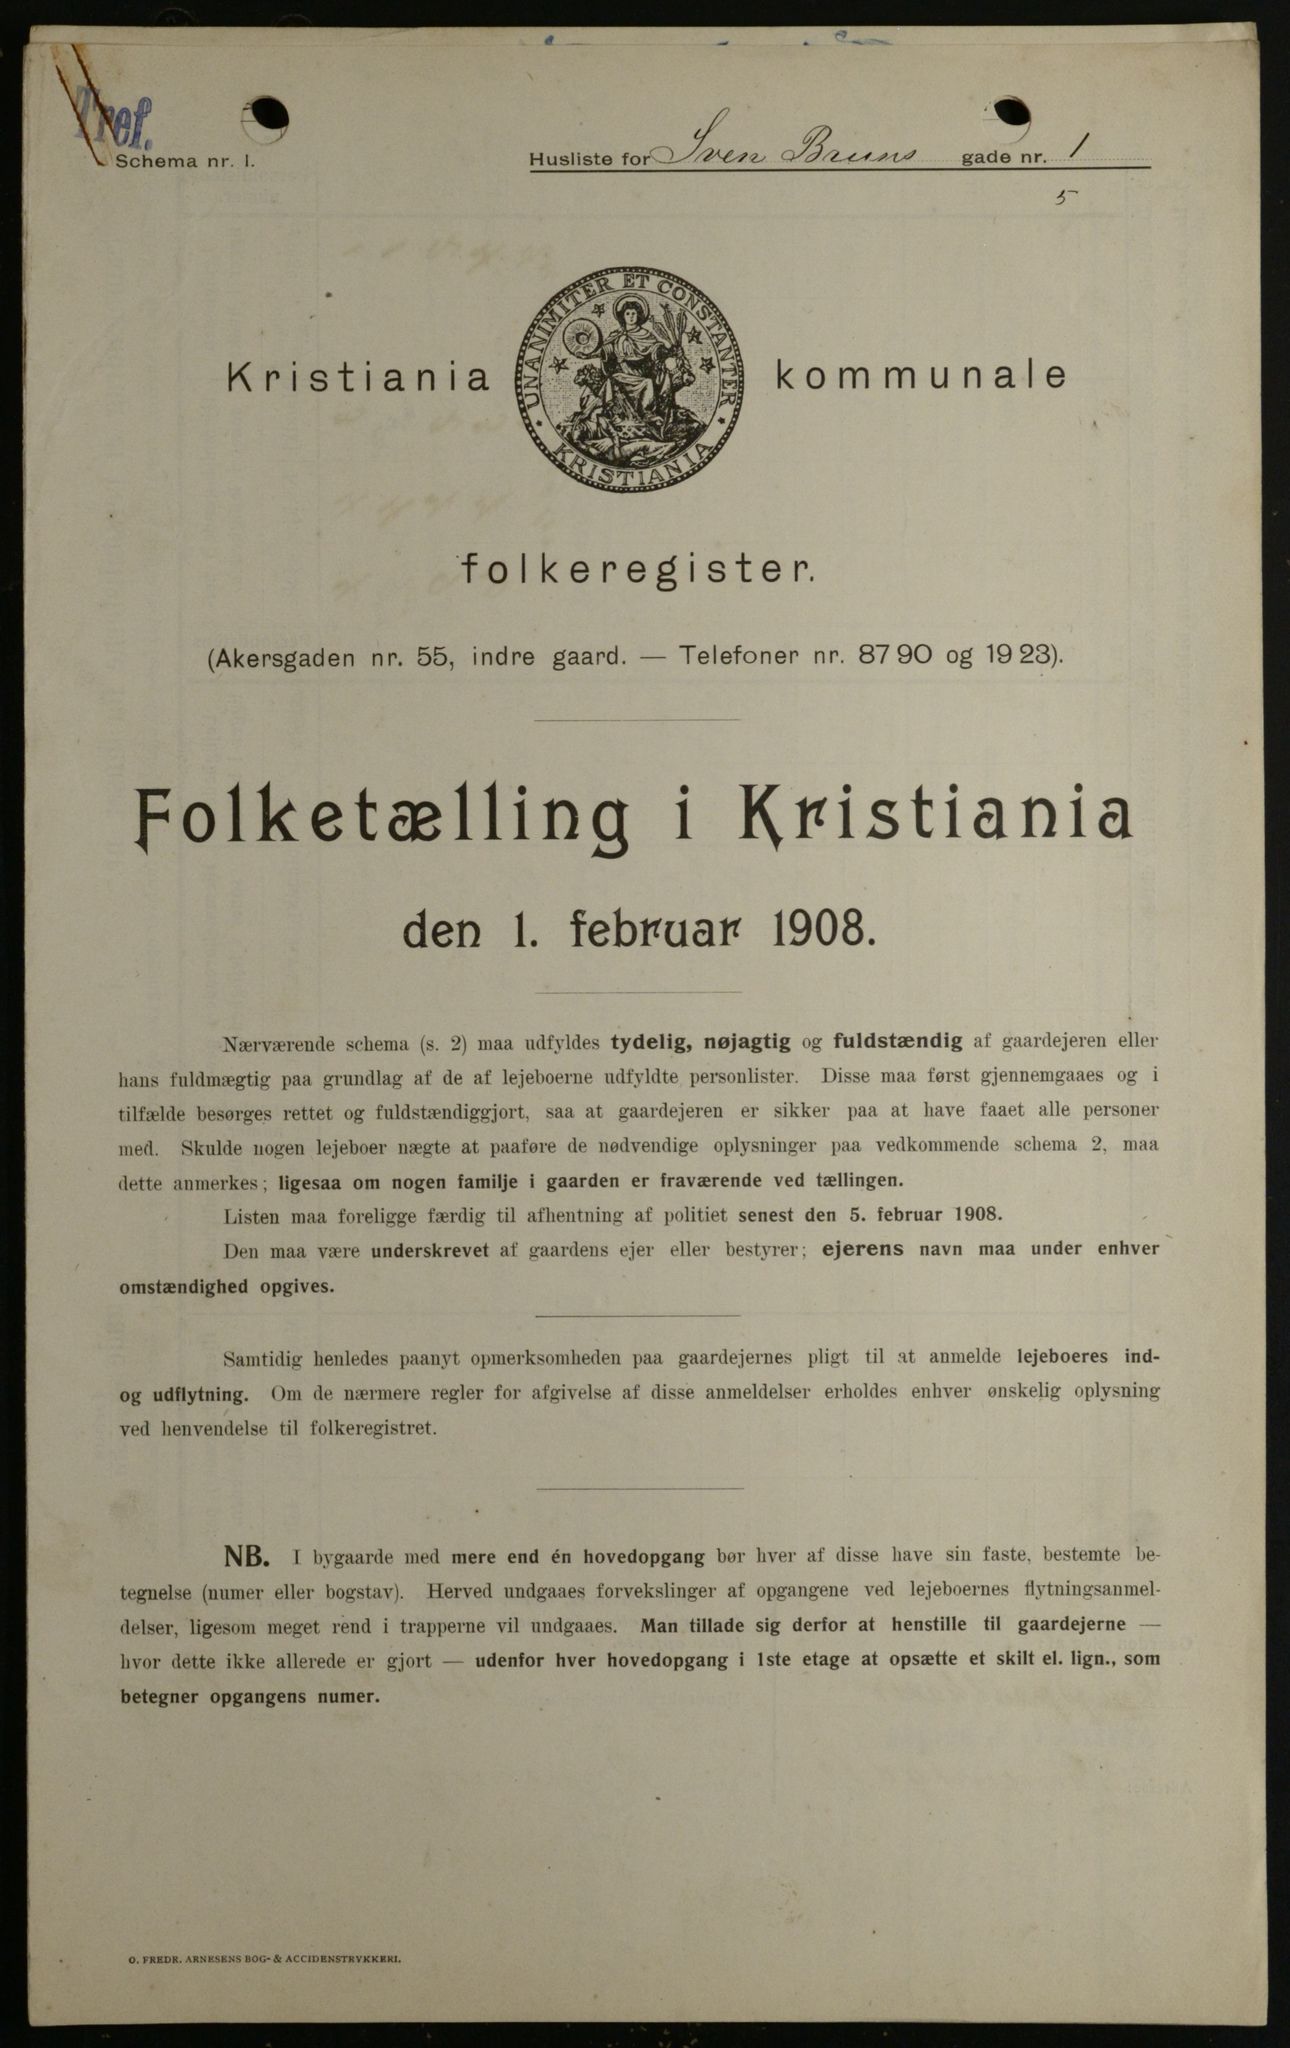 Tref.
Schema nr. 1.
Husliste for Sven Bruns gade nr. 1
5
UNANIMITER ET CONSTANTER
KRISTIANIA
Kristiania kommunale
folkeregister.
(Akersgaden nr. 55, indre gaard. — Telefoner nr. 8790 og 1923).
Folketælling i Kristiania
den 1. februar 1908.
Nærværende schema (s. 2) maa udfyldes tydelig, nøjagtig og fuldstændig af gaardejeren eller
hans fuldmægtig paa grundlag af de af lejeboerne udfyldte personlister. Disse maa først gjennemgaaes og i
tilfælde besørges rettet og fuldstændiggjort, saa at gaardejeren er sikker paa at have faaet alle personer
med. Skulde nogen lejeboer nægte at paaføre de nødvendige oplysninger paa vedkommende schema 2, maa
dette anmerkes; ligesaa om nogen familje i gaarden er fraværende ved tællingen.
Listen maa foreligge færdig til afhentning af politiet senest den 5. februar 1908.
Den maa være underskrevet af gaardens ejer eller bestyrer; ejerens navn maa under enhver
omstændighed opgives.
Samtidig henledes paanyt opmerksomheden paa gaardejernes pligt til at anmelde lejeboeres ind-
og udflytning. Om de nærmere regler for afgivelse af disse anmeldelser erholdes enhver ønskelig oplysning
ved henvendelse til folkeregistret.
NB. I bygaarde med mere end én hovedopgang bør hver af disse have sin faste, bestemte be-
tegnelse (numer eller bogstav). Herved undgaaes forvekslinger af opgangene ved lejeboernes flytningsanmel-
delser, ligesom meget rend i trapperne vil undgaaes. Man tillade sig derfor at henstille til gaardejerne —
hvor dette ikke allerede er gjort — udenfor hver hovedopgang i 1ste etage at opsætte et skilt el. lign., som
betegner opgangens numer.
O. FREDR. ARNESENS BOG- & ACCIDENSTRYKKERI.